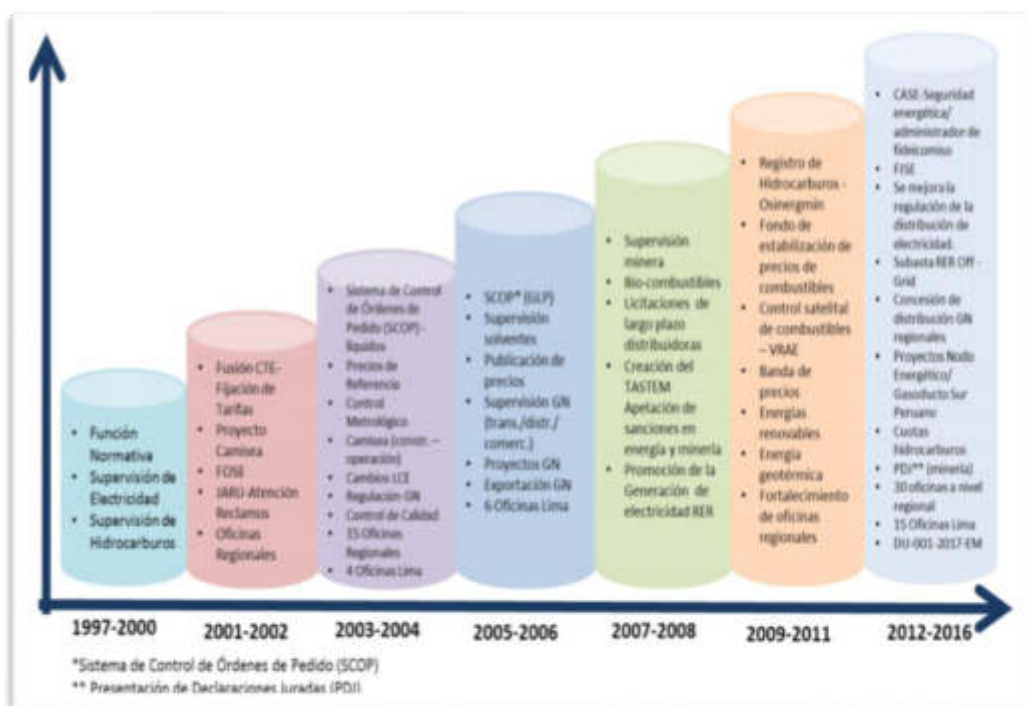 • Función
Normativa
• Supervisión de
Electricidad
• Supervisión de
Hidrocarburos
• Fusión CTE-
Fijación de
Tarifas
• Proyecto
Camisea
• FOSE
• JARU-Atención
Reclamos
• Oficinas
Regionales
• Sistema de Control
de Órdenes de
Pedido (SCOP) -
líquidos
• Precios de
Referencia
• Control
Metrológico
• Camisea (constr. –
operación)
• Cambios LCE
• Regulación GN
• Control de Calidad
• 15 Oficinas
Regionales
• 4 Oficinas Lima
• SCOP* (GLP)
• Supervisión
solventes
• Publicación de
precios
• Supervisión GN
(trans./distr./
comerc.)
• Proyectos GN
• Exportación GN
• 6 Oficinas Lima
• Supervisión
minera
• Bio-combustibles
• Licitaciones de
largo plazo
distribuidoras
• Creación del
TASTEM
Apelación de
sanciones en
energía y minería
• Promoción de la
Generación de
electricidad RER
• Registro de
Hidrocarburos -
Osinergmin
• Fondo de
estabilización de
precios de
combustibles
• Control satelital
de combustibles
– VRAE
• Banda de
precios
• Energías
renovables
• Energía
geotérmica
• Fortalecimiento
de oficinas
regionales
• CASE-Seguridad
energética/
administrador de
fideicomiso
• FISE
• Se mejora la
regulación de la
distribución de
electricidad.
• Subasta RER Off -
Grid
• Concesión de
distribución GN
regionales
• Proyectos Nodo
Energético/
Gasoducto Sur
Peruano
• Cuotas
hidrocarburos
• PDJ** (minería)
• 30 oficinas a nivel
regional
• 15 Oficinas Lima
• DU-001-2017-EM
1997-2000 2001-2002 2003-2004 2005-2006 2007-2008 2009-2011 2012-2016
*Sistema de Control de Órdenes de Pedido (SCOP)
** Presentación de Declaraciones Juradas (PDJ)